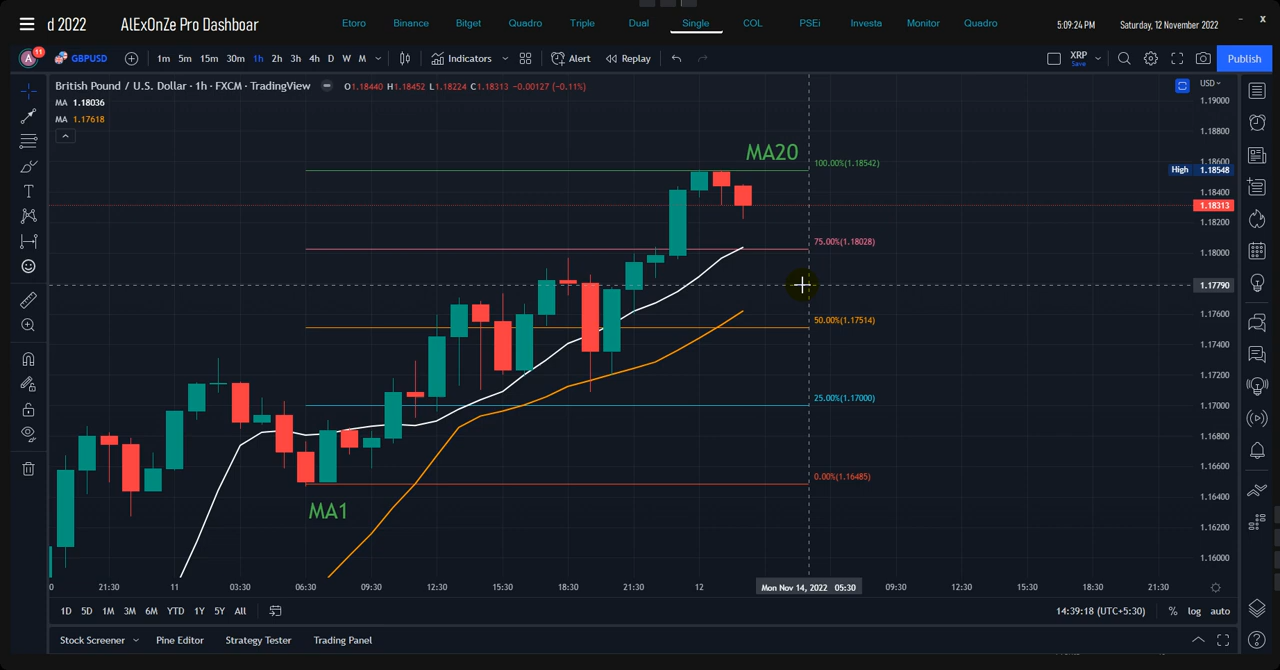 d 2022 AlExOnZe Pro Dashboar Etoro Binance Bitget Quadro Triple Dual Single COL PSEi Investa Monitor Quadro 5:09:24 PM Saturday, 12 November 2022 – x
A 11 GBPUSD 1m 5m 15m 30m 1h 2h 3h 4h D W M Indicators Alert Replay XRP Save Publish
British Pound / U.S. Dollar · 1h · FXCM · TradingView O1.18440 H1.18452 L1.18224 C1.18313 −0.00127 (−0.11%) USD
MA 1.18036
MA 1.17618
1.19000
1.18800
MA20
100.00%(1.18542)
1.18600
High 1.18548
1.18400
1.18313
1.18200
75.00%(1.18028)
1.18000
1.17790
1.17600
50.00%(1.17514)
1.17400
1.17200
25.00%(1.17000)
1.17000
1.16800
1.16600
0.00%(1.16485)
1.16400
MA1
1.16200
1.16000
0 21:30 11 03:30 06:30 09:30 12:30 15:30 18:30 21:30 12 Mon Nov 14, 2022 05:30 09:30 12:30 15:30 18:30 21:30
1D 5D 1M 3M 6M YTD 1Y 5Y All 14:39:18 (UTC+5:30) % log auto
Stock Screener Pine Editor Strategy Tester Trading Panel